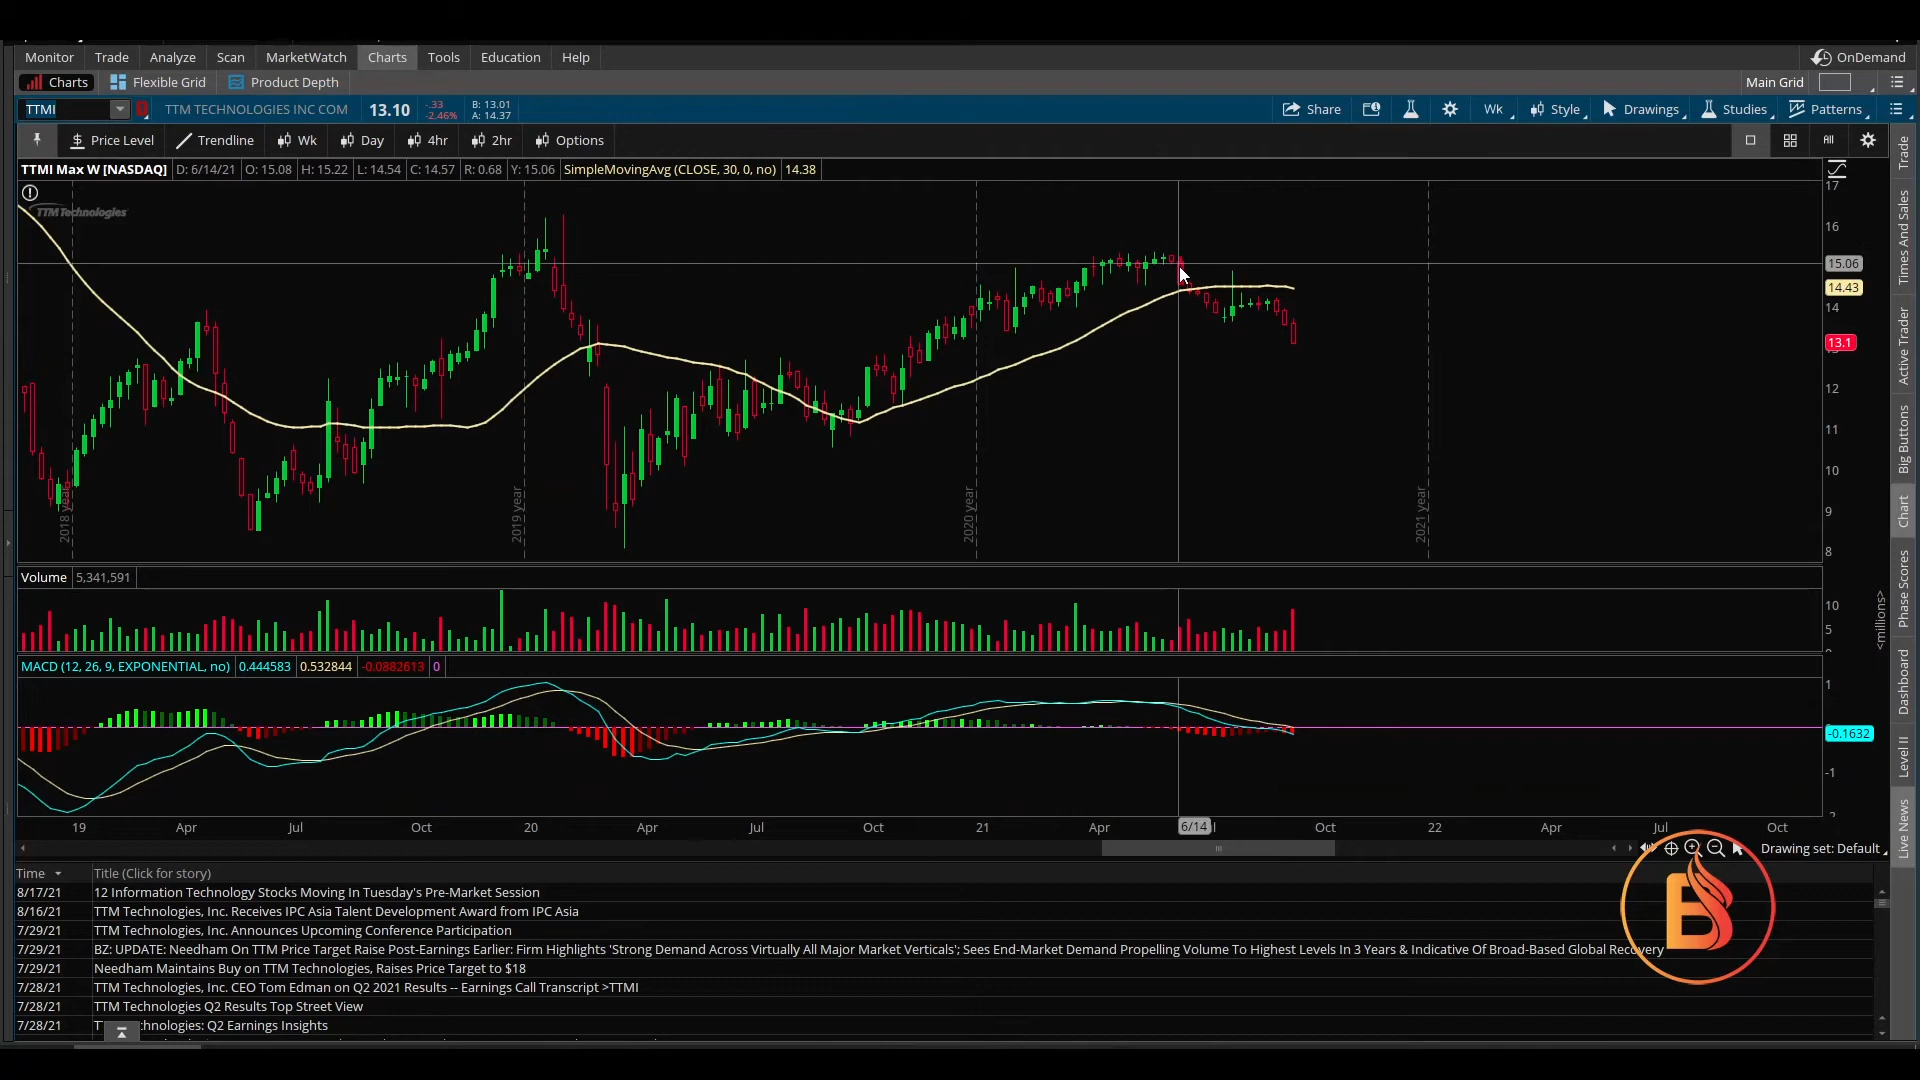 Monitor Trade Analyze Scan MarketWatch Charts Tools Education Help OnDemand
Charts Flexible Grid Product Depth Main Grid
TTMI TTM TECHNOLOGIES INC COM 13.10 -.33 -2.46% B: 13.01 A: 14.37 Share Wk Style Drawings Studies Patterns
Price Level Trendline Wk Day 4hr 2hr Options
TTMI Max W [NASDAQ] D: 6/14/21 O: 15.08 H: 15.22 L: 14.54 C: 14.57 R: 0.68 Y: 15.06 SimpleMovingAvg (CLOSE, 30, 0, no) 14.38
TTM Technologies
17
16
15.06
14.43
14
13.1
12
11
10
9
8
2018 year 2019 year 2020 year 2021 year
Volume 5,341,591
10
5
<millions>
MACD (12, 26, 9, EXPONENTIAL, no) 0.444583 0.532844 -0.0882613 0
1
-0.1632
-1
19 Apr Jul Oct 20 Apr Jul Oct 21 Apr 6/14 Oct 22 Apr Jul Oct
Drawing set: Default
Time Title (Click for story)
8/17/21 12 Information Technology Stocks Moving In Tuesday's Pre-Market Session
8/16/21 TTM Technologies, Inc. Receives IPC Asia Talent Development Award from IPC Asia
7/29/21 TTM Technologies, Inc. Announces Upcoming Conference Participation
7/29/21 BZ: UPDATE: Needham On TTM Price Target Raise Post-Earnings Earlier: Firm Highlights 'Strong Demand Across Virtually All Major Market Verticals'; Sees End-Market Demand Propelling Volume To Highest Levels In 3 Years & Indicative Of Broad-Based Global Recovery
7/29/21 Needham Maintains Buy on TTM Technologies, Raises Price Target to $18
7/28/21 TTM Technologies, Inc. CEO Tom Edman on Q2 2021 Results -- Earnings Call Transcript >TTMI
7/28/21 TTM Technologies Q2 Results Top Street View
7/28/21 T chnologies: Q2 Earnings Insights
Trade
Times And Sales
Active Trader
Big Buttons
Chart
Phase Scores
Dashboard
Level II
Live News
B